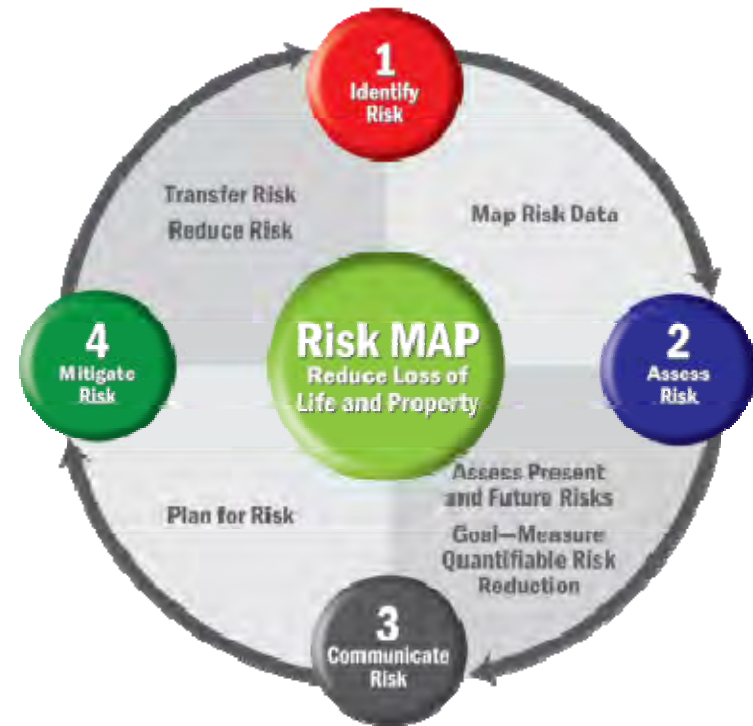 1
Identify
Risk
Transfer Risk
Reduce Risk
Map Risk Data
4
Mitigate
Risk
Risk MAP
Reduce Loss of
Life and Property
2
Assess
Risk
Plan for Risk
Assess Present
and Future Risks
Goal—Measure
Quantifiable Risk
Reduction
3
Communicate
Risk